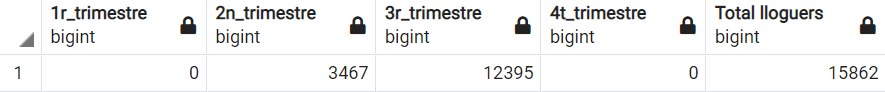 1r_trimestre 2n_trimestre 3r_trimestre 4t_trimestre Total lloguers
bigint bigint bigint bigint bigint
1 0 3467 12395 0 15862